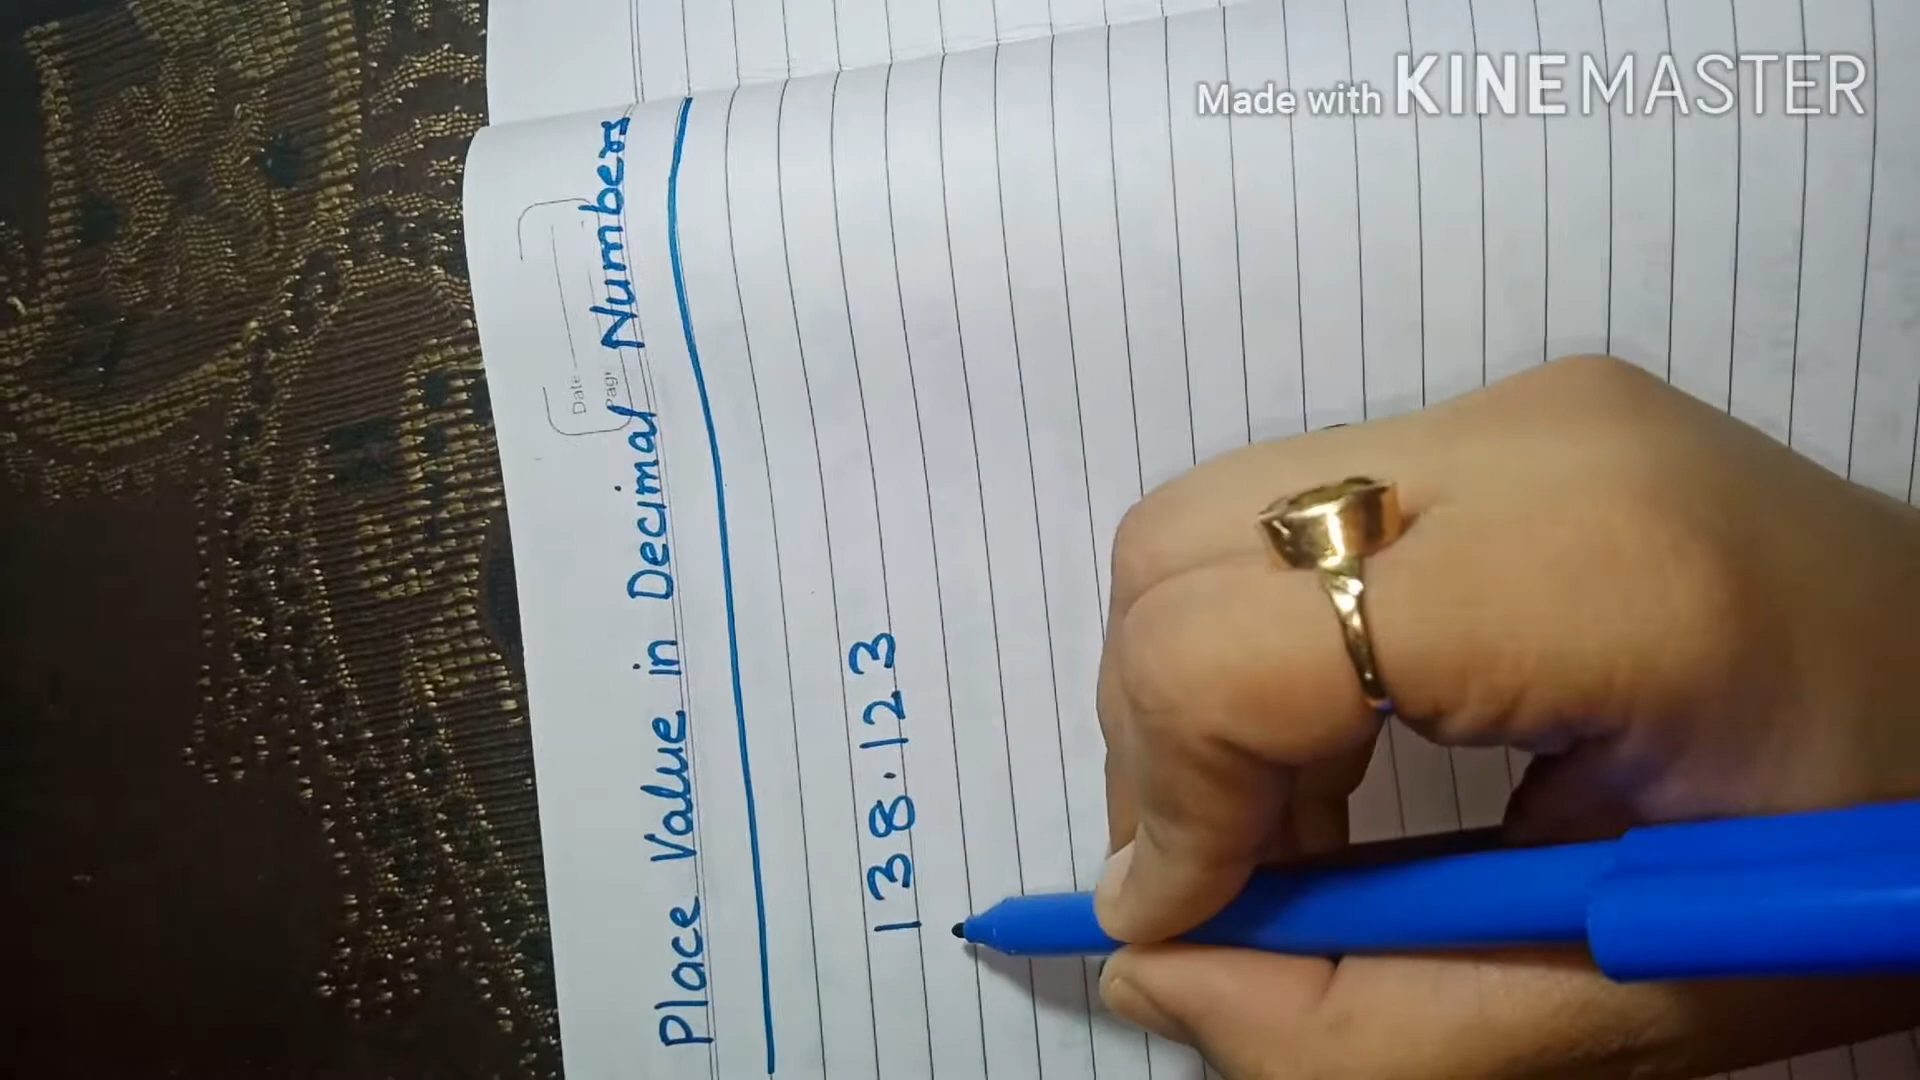 Made with KINEMASTER
Date
Page
Place Value in Decimal Numbers
138.123